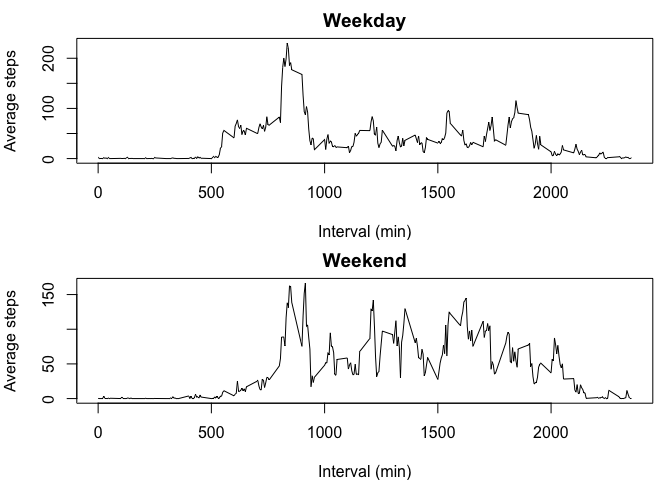 Weekday
Average steps
0 100 200
0 500 1000 1500 2000
Interval (min)
Weekend
Average steps
0 50 150
0 500 1000 1500 2000
Interval (min)